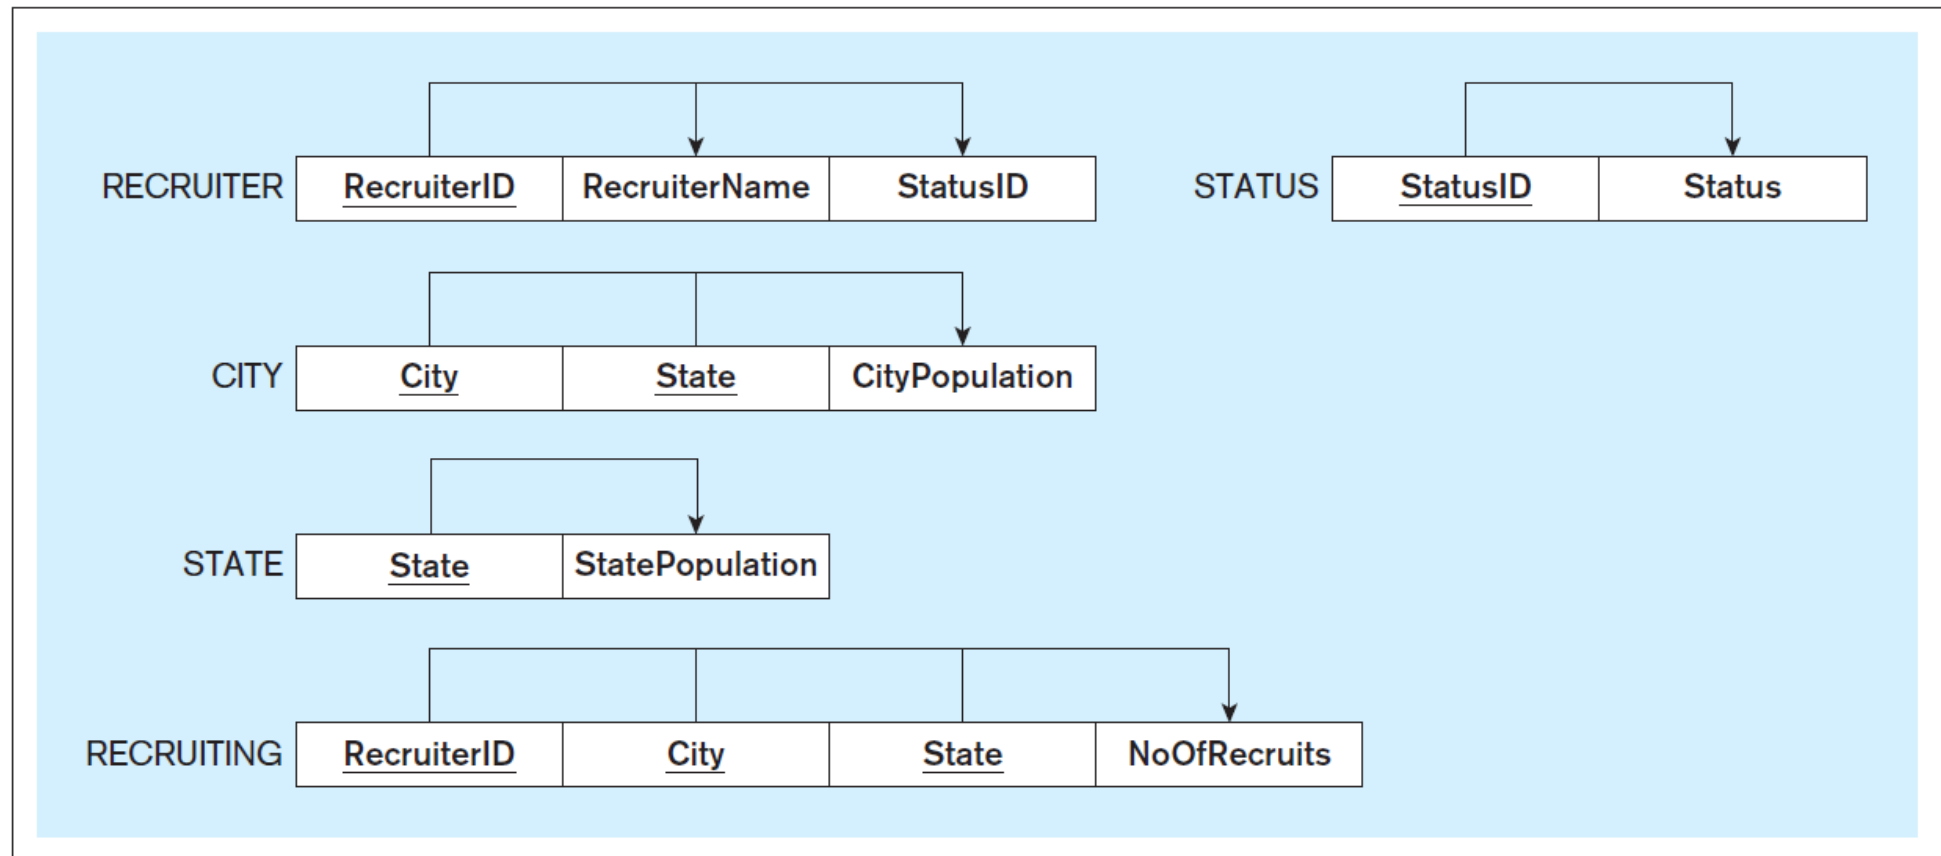 RECRUITER RecruiterID RecruiterName StatusID STATUS StatusID Status
CITY City State CityPopulation
STATE State StatePopulation
RECRUITING RecruiterID City State NoOfRecruits